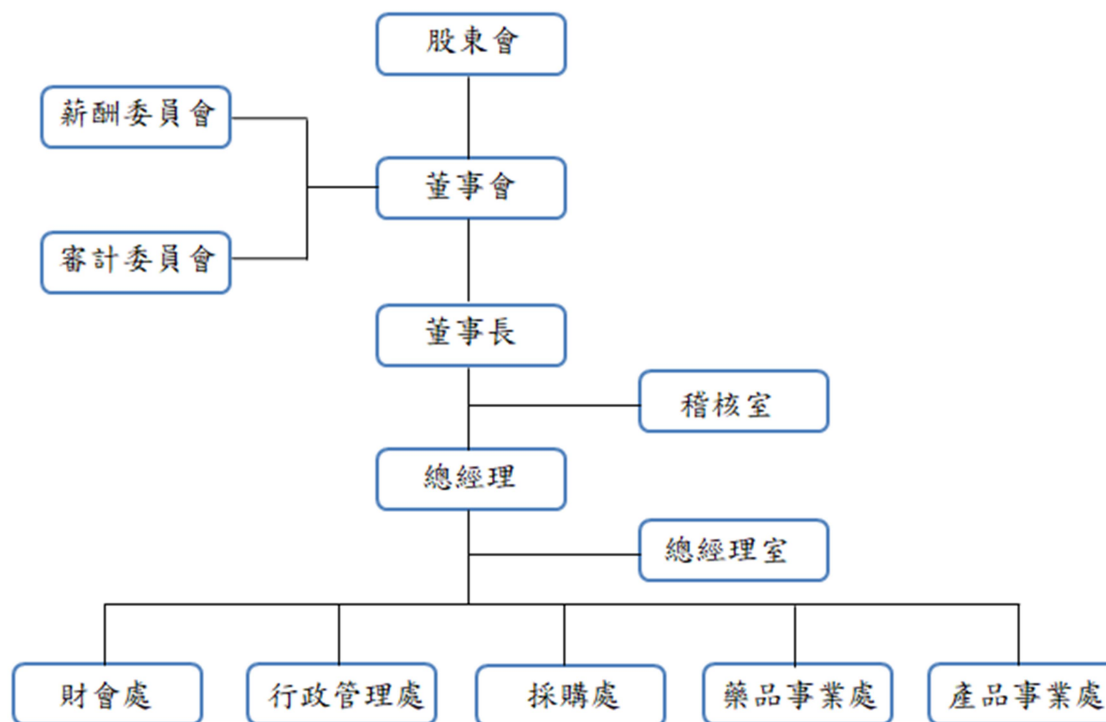 股東會
薪酬委員會
董事會
審計委員會
董事長
稽核室
總經理
總經理室
財會處
行政管理處
採購處
藥品事業處
產品事業處